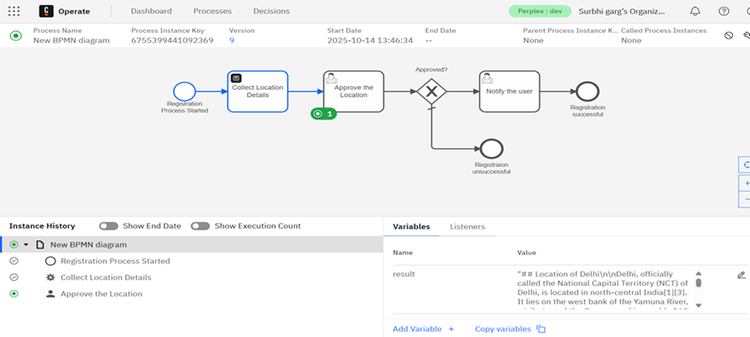 Operate
Dashboard
Processes
Decisions
Perplex : dev
Surbhi garg's Organiz...
Process Name
New BPMN diagram
Process Instance Key
6755399441092369
Version
9
Start Date
2025-10-14 13:46:34
End Date
--
Parent Process Instance K...
None
Called Process Instances
None
Registration
Process Started
Collect Location
Details
Approve the
Location
1
Approved?
Notify the user
Registration
successful
Registraion
unsuccessful
Instance History
Show End Date
Show Execution Count
New BPMN diagram
Registration Process Started
Collect Location Details
Approve the Location
Variables
Listeners
Name
Value
result
"## Location of Delhi\n\nDelhi, officially
called the National Capital Territory (NCT) of
Delhi, is located in north-central India[1][3].
It lies on the west bank of the Yamuna River,
Add Variable +
Copy variables